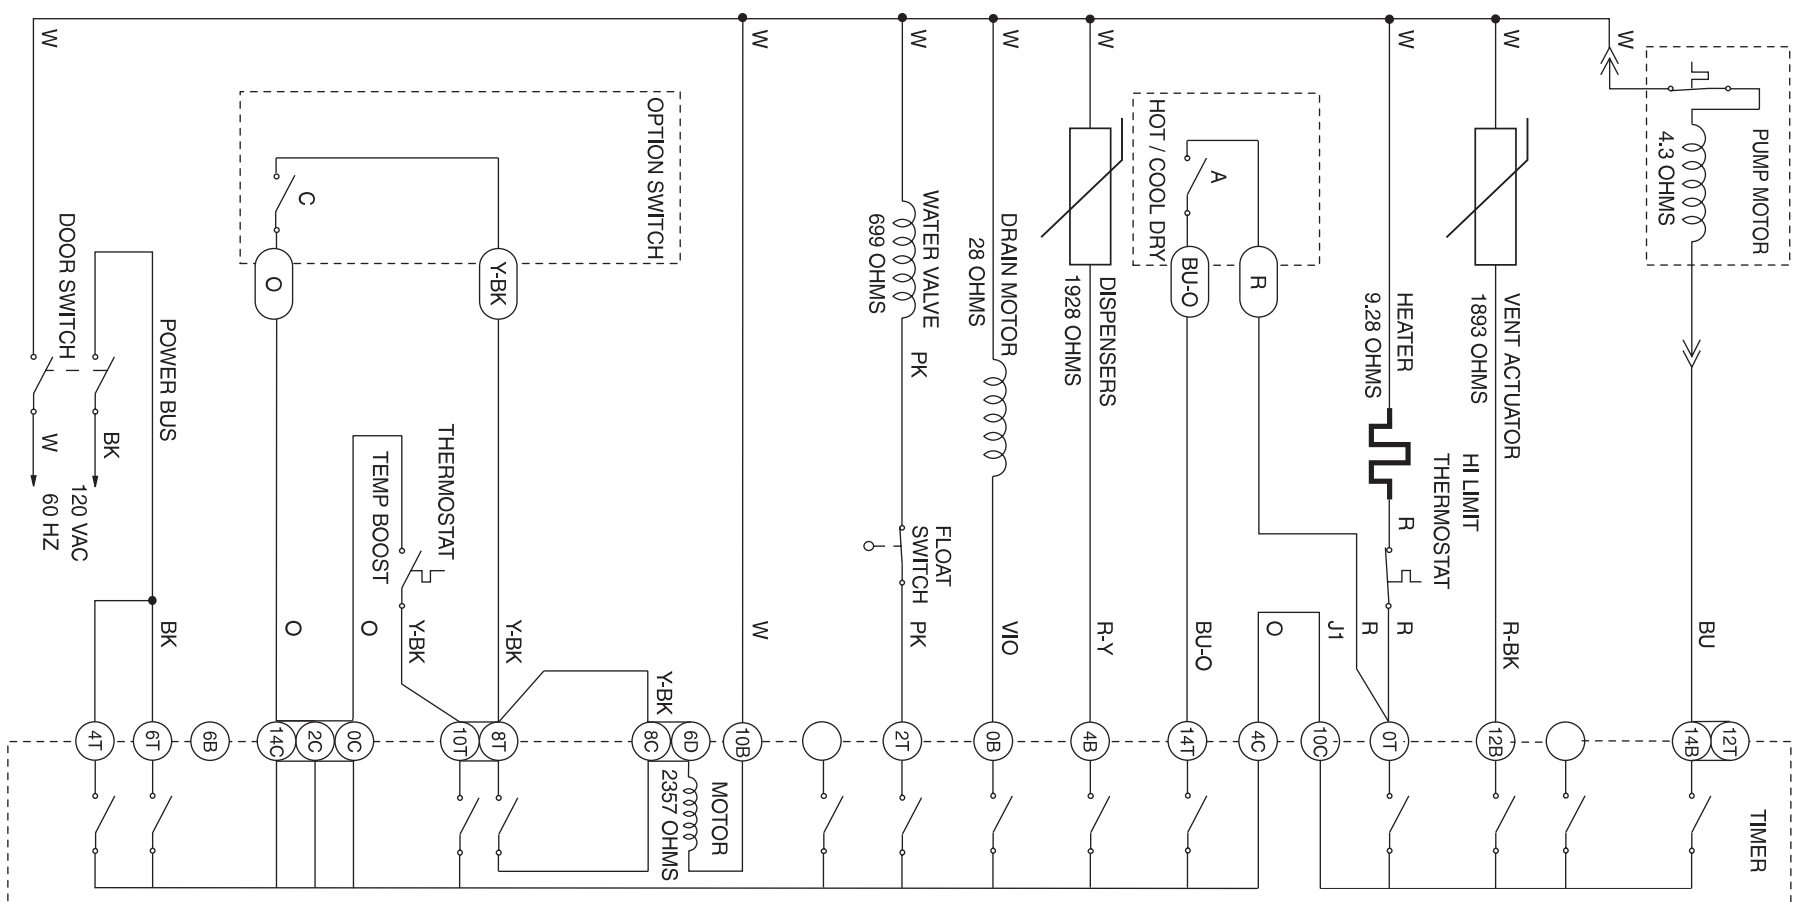 W
W
W
W
W
W
W
W
PUMP MOTOR
4.3 OHMS
OPTION SWITCH
C
O
Y-BK
HOT / COOL DRY
A
BU-O
R
DOOR SWITCH
POWER BUS
W
BK
120 VAC
60 HZ
THERMOSTAT
TEMP BOOST
WATER VALVE
699 OHMS
PK
DRAIN MOTOR
28 OHMS
DISPENSERS
1928 OHMS
HEATER
9.28 OHMS
VENT ACTUATOR
1893 OHMS
HI LIMIT
THERMOSTAT
R
FLOAT
SWITCH
BK
O
O
Y-BK
Y-BK
Y-BK
W
PK
VIO
R-Y
BU-O
O
J1
R
R
R-BK
BU
4T
6T
6B
14C
2C
0C
10T
8T
8C
6D
10B
2T
0B
4B
14T
4C
10C
0T
12B
14B
12T
MOTOR
2357 OHMS
TIMER